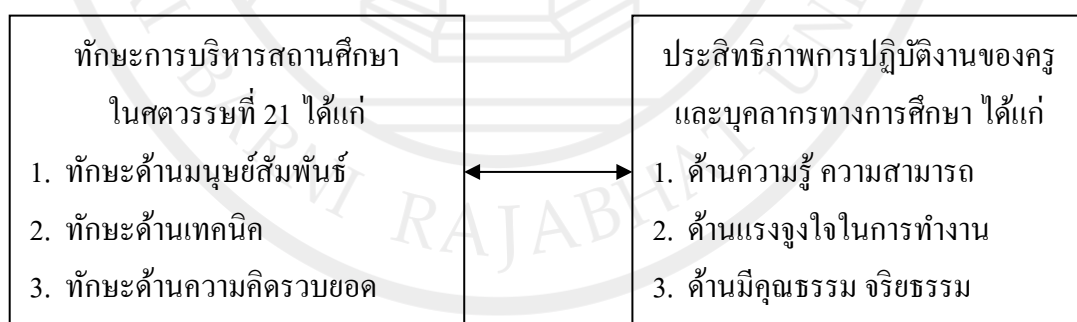 ทักษะการบริหารสถานศึกษา
ในศตวรรษที่ 21 ได้แก่
1. ทักษะด้านมนุษย์สัมพันธ์
2. ทักษะด้านเทคนิค
3. ทักษะด้านความคิดรวบยอด
ประสิทธิภาพการปฏิบัติงานของครู
และบุคลากรทางการศึกษา ได้แก่
1. ด้านความรู้ ความสามารถ
2. ด้านแรงจูงใจในการทำงาน
3. ด้านมีคุณธรรม จริยธรรม
BARNI RAJABHAT UNI